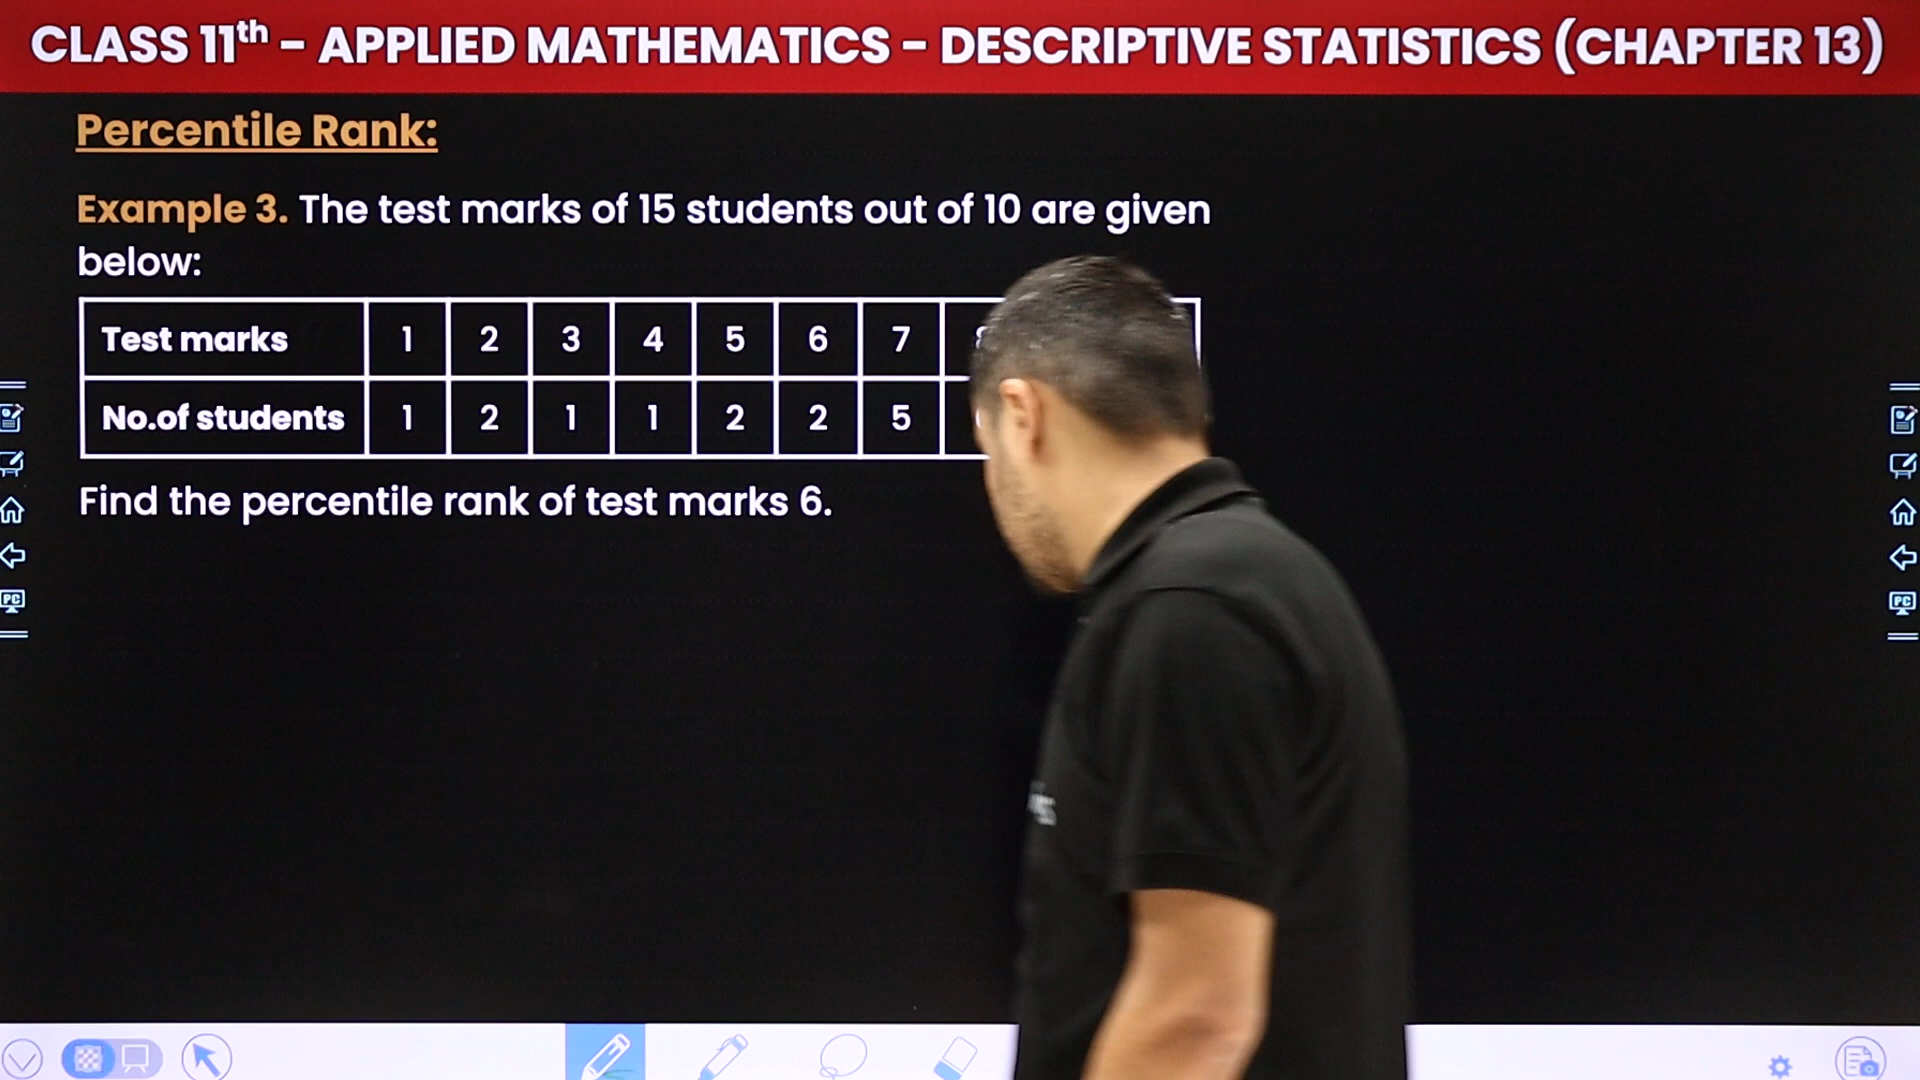 CLASS 11th - APPLIED MATHEMATICS - DESCRIPTIVE STATISTICS (CHAPTER 13)
Percentile Rank:
Example 3. The test marks of 15 students out of 10 are given
below:
Test marks 1 2 3 4 5 6 7
No.of students 1 2 1 1 2 2 5
Find the percentile rank of test marks 6.
PC
PC